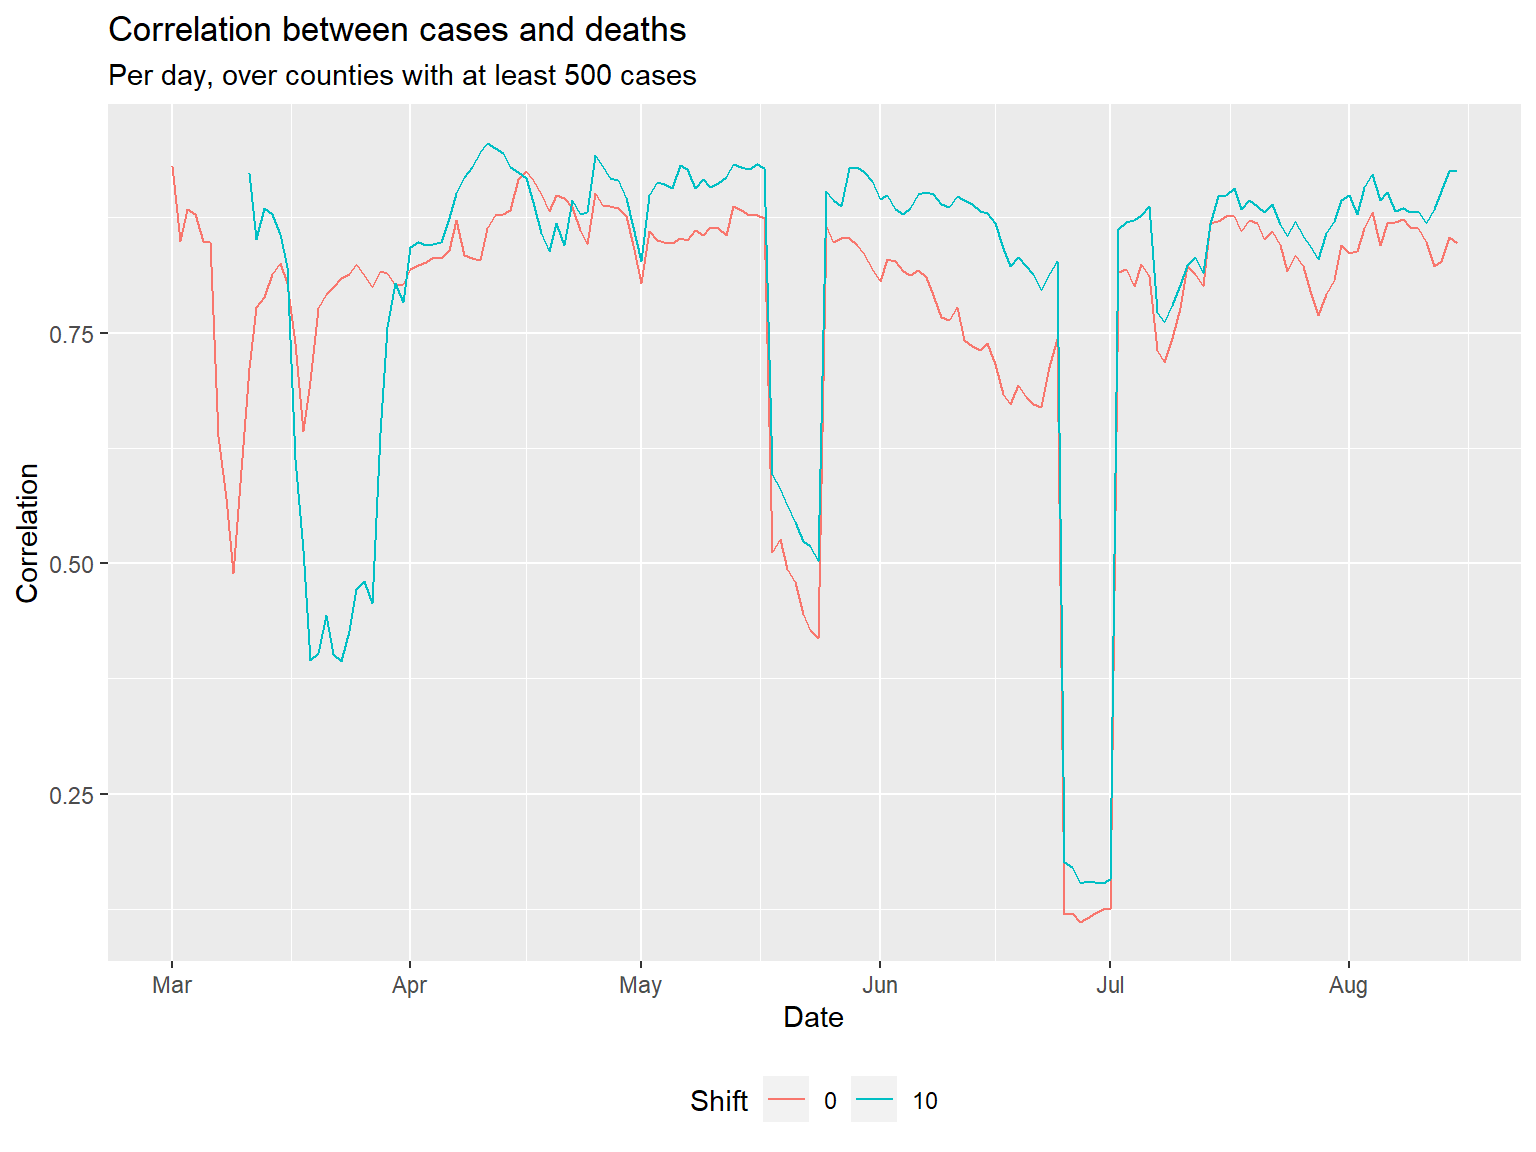 Correlation between cases and deaths
Per day, over counties with at least 500 cases
Correlation
0.75
0.50
0.25
Mar Apr May Jun Jul Aug
Date
Shift 0 10